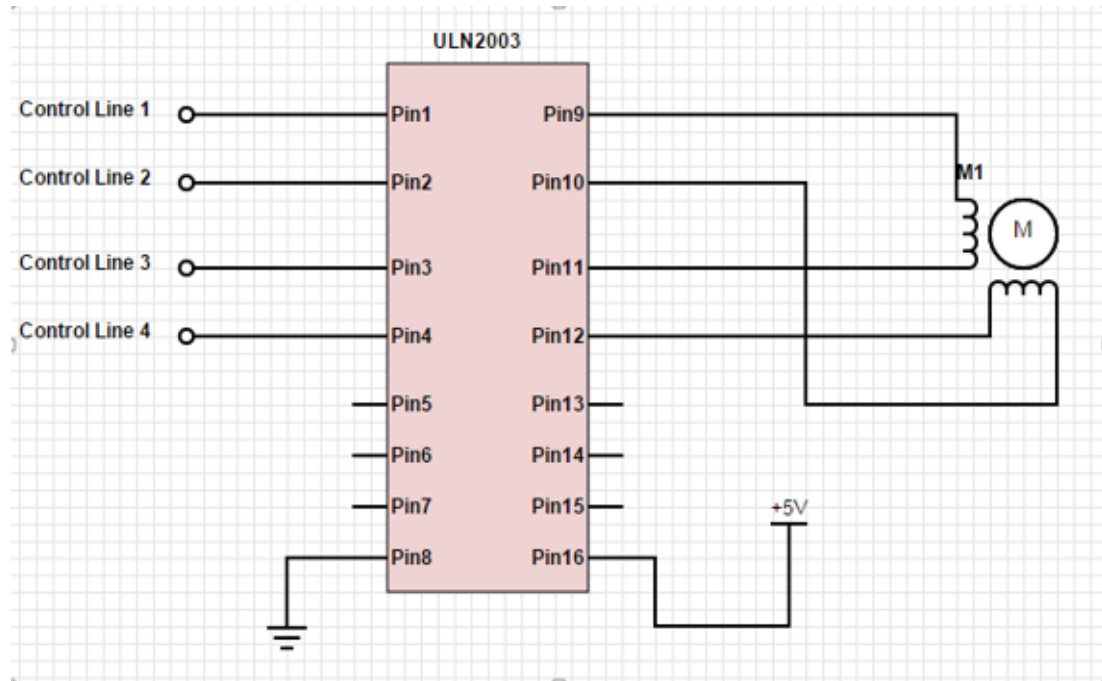 ULN2003
Control Line 1
Pin1
Pin9
M1
Control Line 2
Pin2
Pin10
M
Control Line 3
Pin3
Pin11
Control Line 4
Pin4
Pin12
Pin5
Pin13
Pin6
Pin14
Pin7
Pin15
+5V
Pin8
Pin16